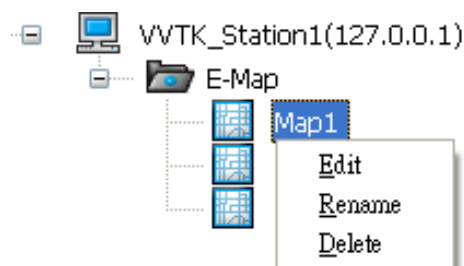 VVTK_Station1(127.0.0.1)
E-Map
Map1
Edit
Rename
Delete